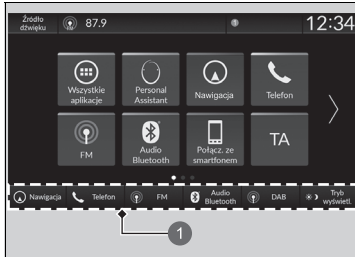 Źródło
dźwięku
87.9
12:34
Wszystkie
aplikacje
Personal
Assistant
Nawigacja
Telefon
FM
Audio
Bluetooth
Połącz. ze
smartfonem
TA
Nawigacja
Telefon
FM
Audio
Bluetooth
DAB
Tryb
wyświetl.
1